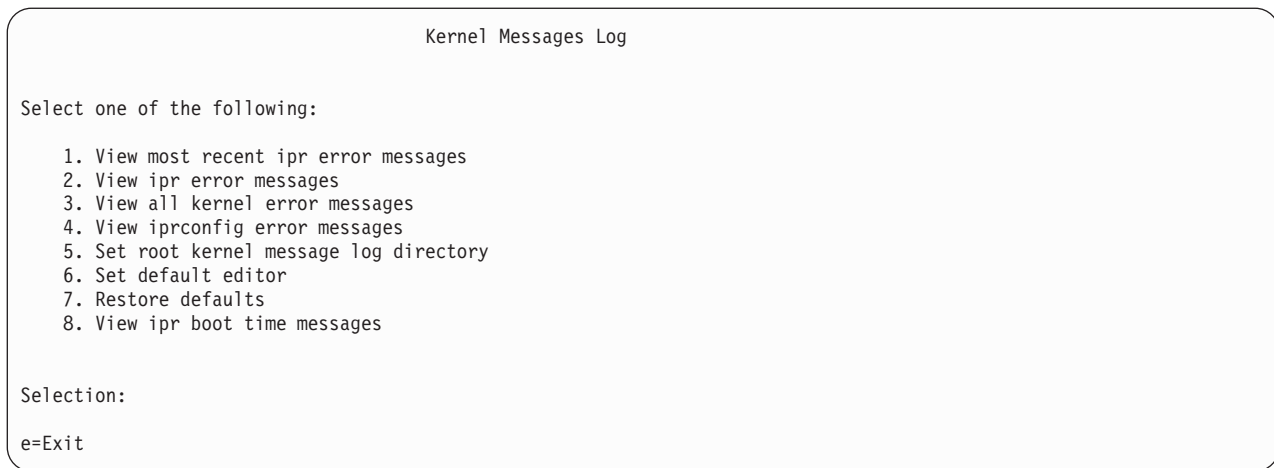 Kernel Messages Log
Select one of the following:
1. View most recent ipr error messages
2. View ipr error messages
3. View all kernel error messages
4. View iprconfig error messages
5. Set root kernel message log directory
6. Set default editor
7. Restore defaults
8. View ipr boot time messages
Selection:
e=Exit